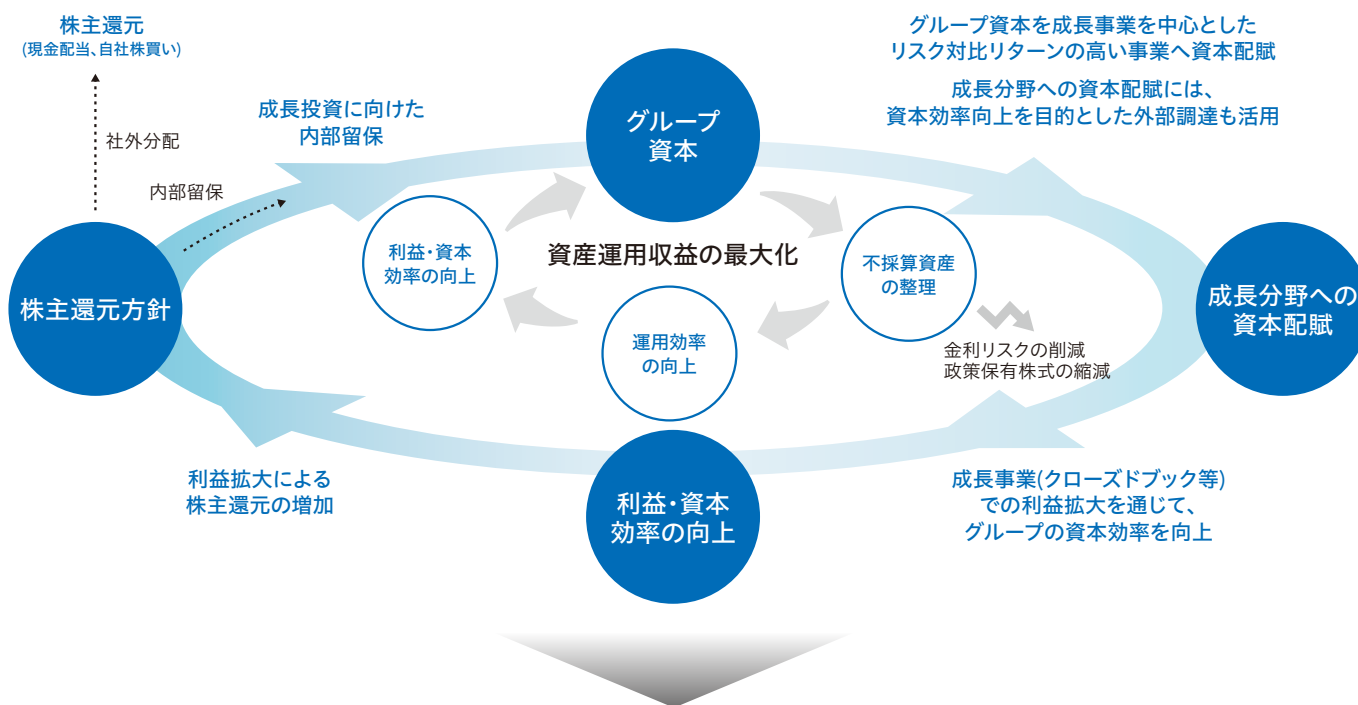 株主還元
(現金配当、自社株買い)
社外分配
内部留保
成長投資に向けた
内部留保
グループ
資本
グループ資本を成長事業を中心とした
リスク対比リターンの高い事業へ資本配賦
成長分野への資本配賦には、
資本効率向上を目的とした外部調達も活用
株主還元方針
利益・資本
効率の向上
資産運用収益の最大化
不採算資産
の整理
運用効率
の向上
金利リスクの削減
政策保有株式の縮減
成長分野への
資本配賦
利益拡大による
株主還元の増加
利益・資本
効率の向上
成長事業(クローズドブック等)
での利益拡大を通じて、
グループの資本効率を向上